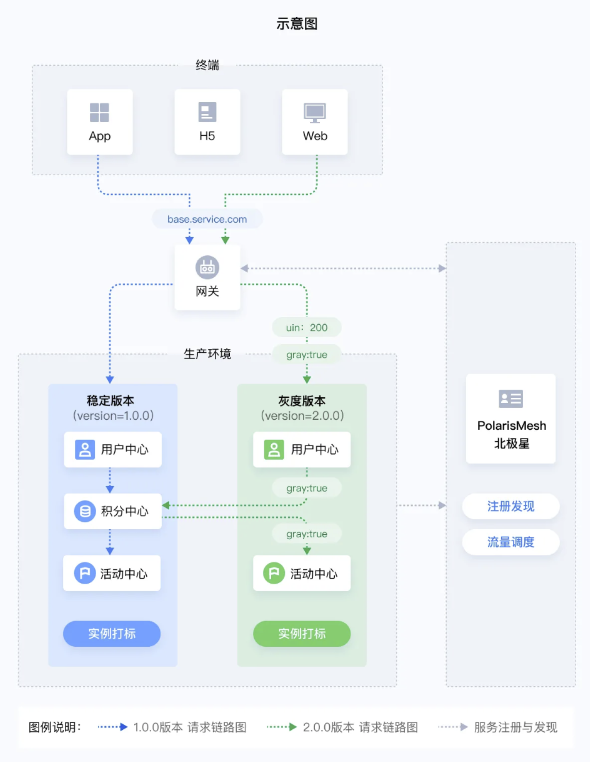 示意图
终端
App
H5
Web
base.service.com
网关
uin：200
gray:true
生产环境
稳定版本
(version=1.0.0)
用户中心
积分中心
活动中心
实例打标
灰度版本
(version=2.0.0)
用户中心
gray:true
gray:true
活动中心
实例打标
PolarisMesh
北极星
注册发现
流量调度
图例说明：
1.0.0版本 请求链路图
2.0.0版本 请求链路图
服务注册与发现